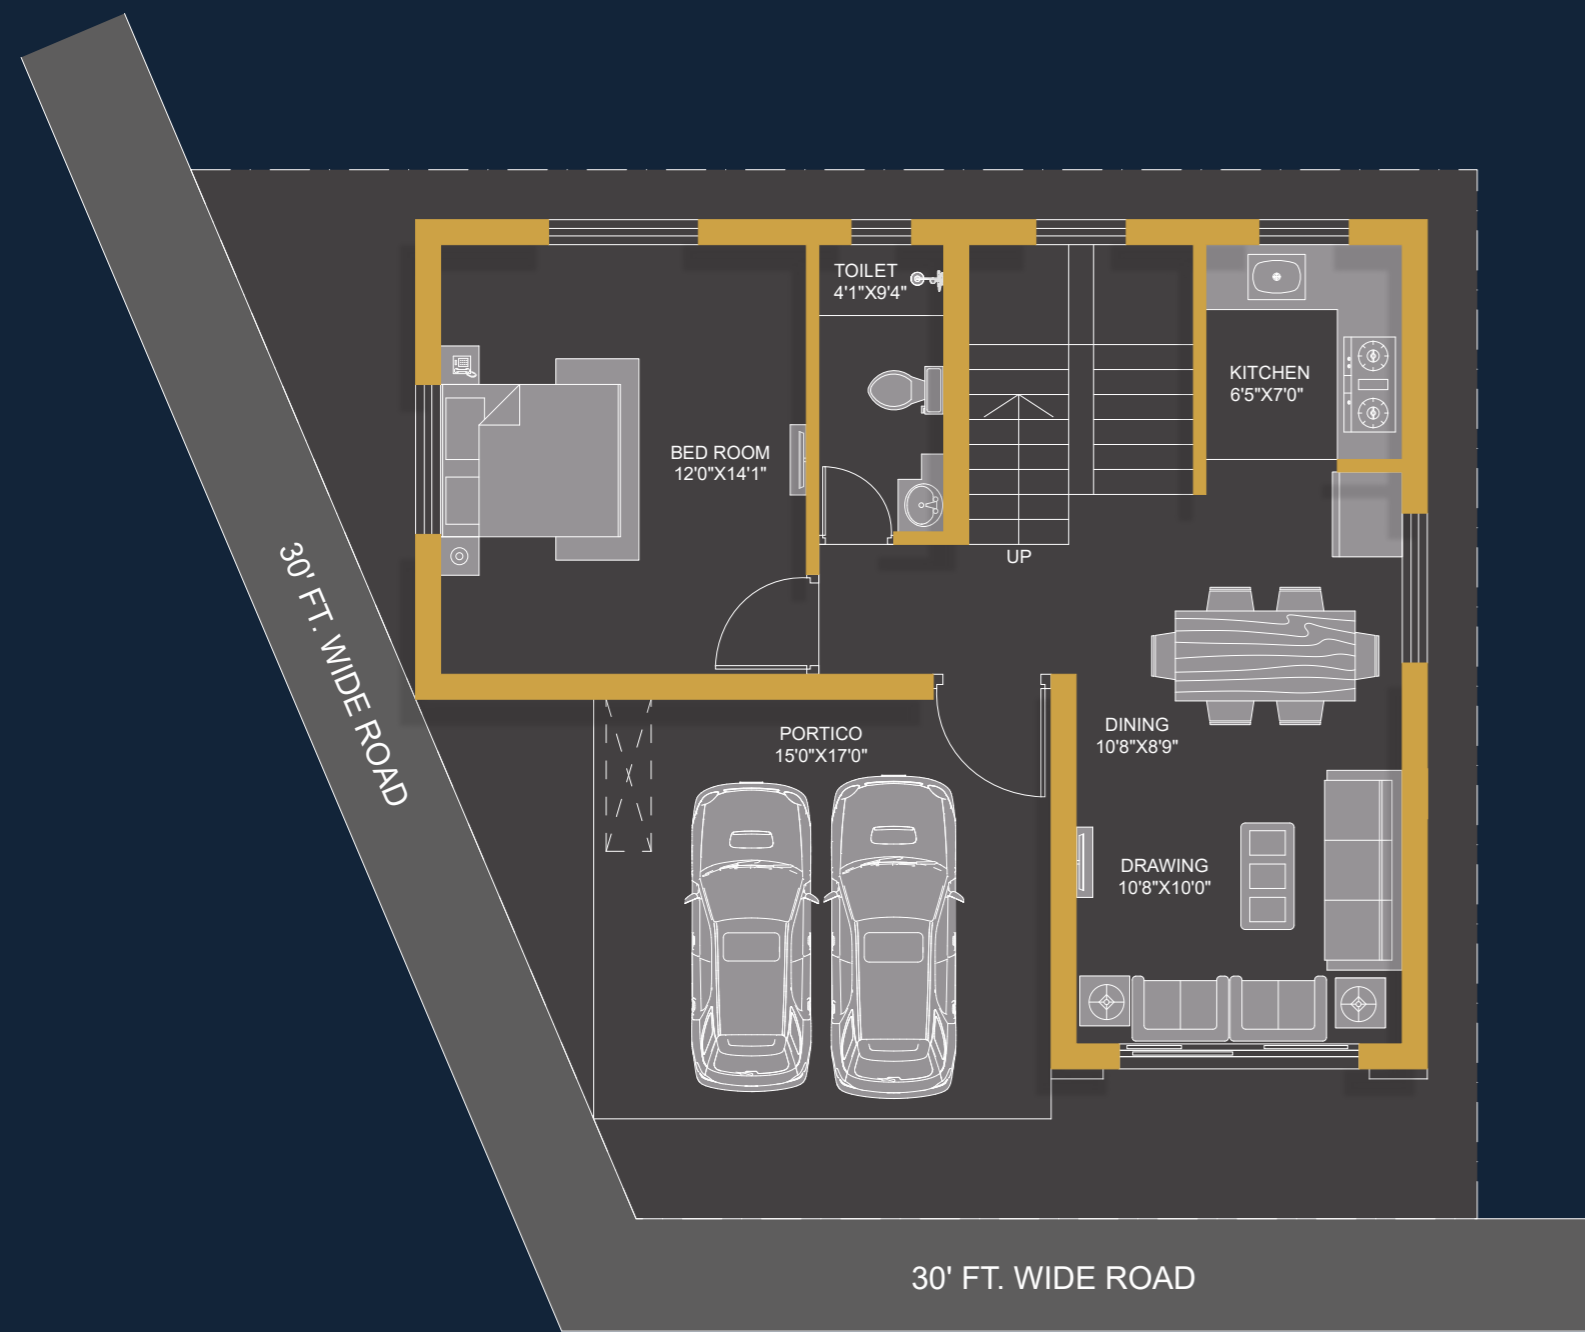 TOILET
4'1"X9'4"
KITCHEN
6'5"X7'0"
BED ROOM
12'0"X14'1"
UP
30' FT. WIDE ROAD
PORTICO
15'0"X17'0"
DINING
10'8"X8'9"
DRAWING
10'8"X10'0"
30' FT. WIDE ROAD